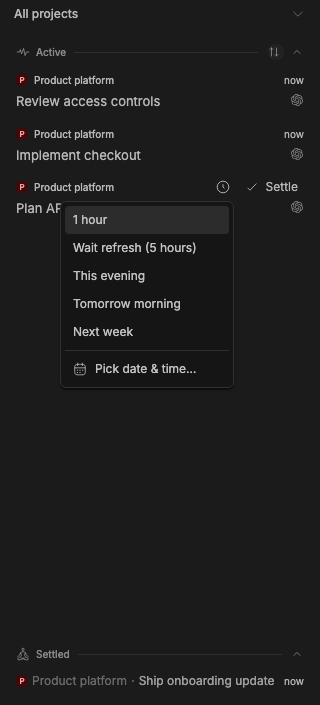 All projects
Active
P Product platform now
Review access controls
P Product platform now
Implement checkout
P Product platform Settle
Plan
1 hour
Wait refresh (5 hours)
This evening
Tomorrow morning
Next week
Pick date & time...
Settled
P Product platform · Ship onboarding update now